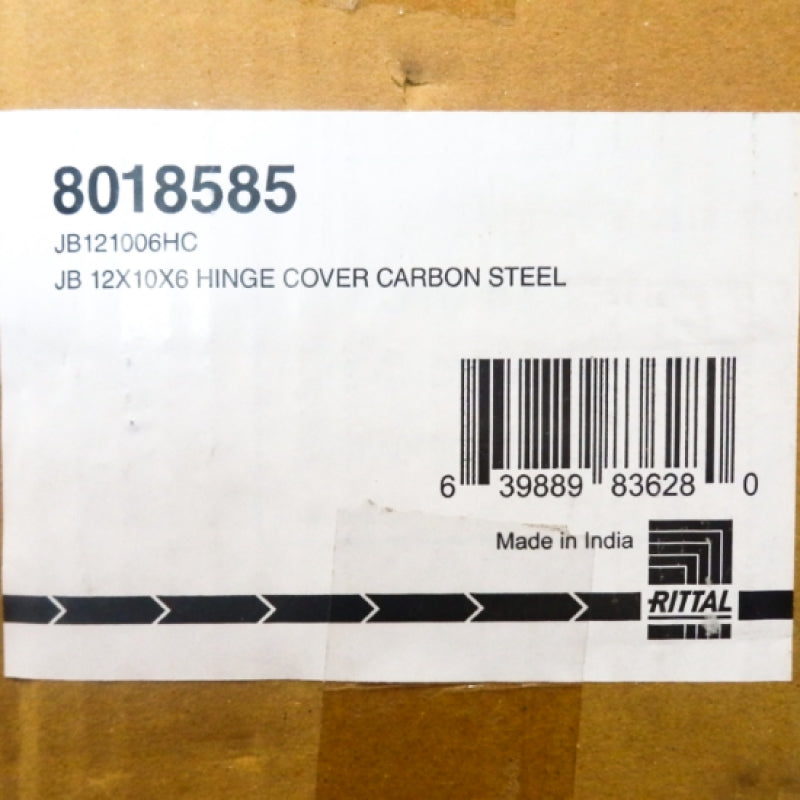 8018585
JB121006HC
JB 12X10X6 HINGE COVER CARBON STEEL
6 39889 83628 0
Made in India
RITTAL